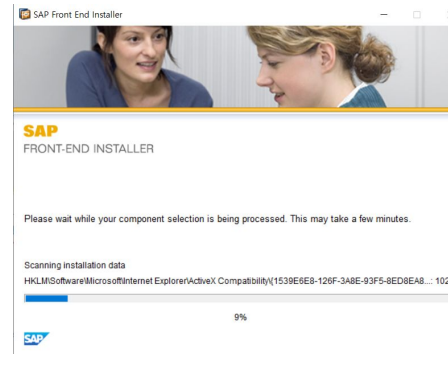 SAP Front End Installer
SAP
FRONT-END INSTALLER
Please wait while your component selection is being processed. This may take a few minutes.
Scanning installation data
HKLM\Software\Microsoft\Internet Explorer\ActiveX Compatibility\{1539E6E8-126F-3A8E-93F5-8ED8EA8...: 102
9%
SAP